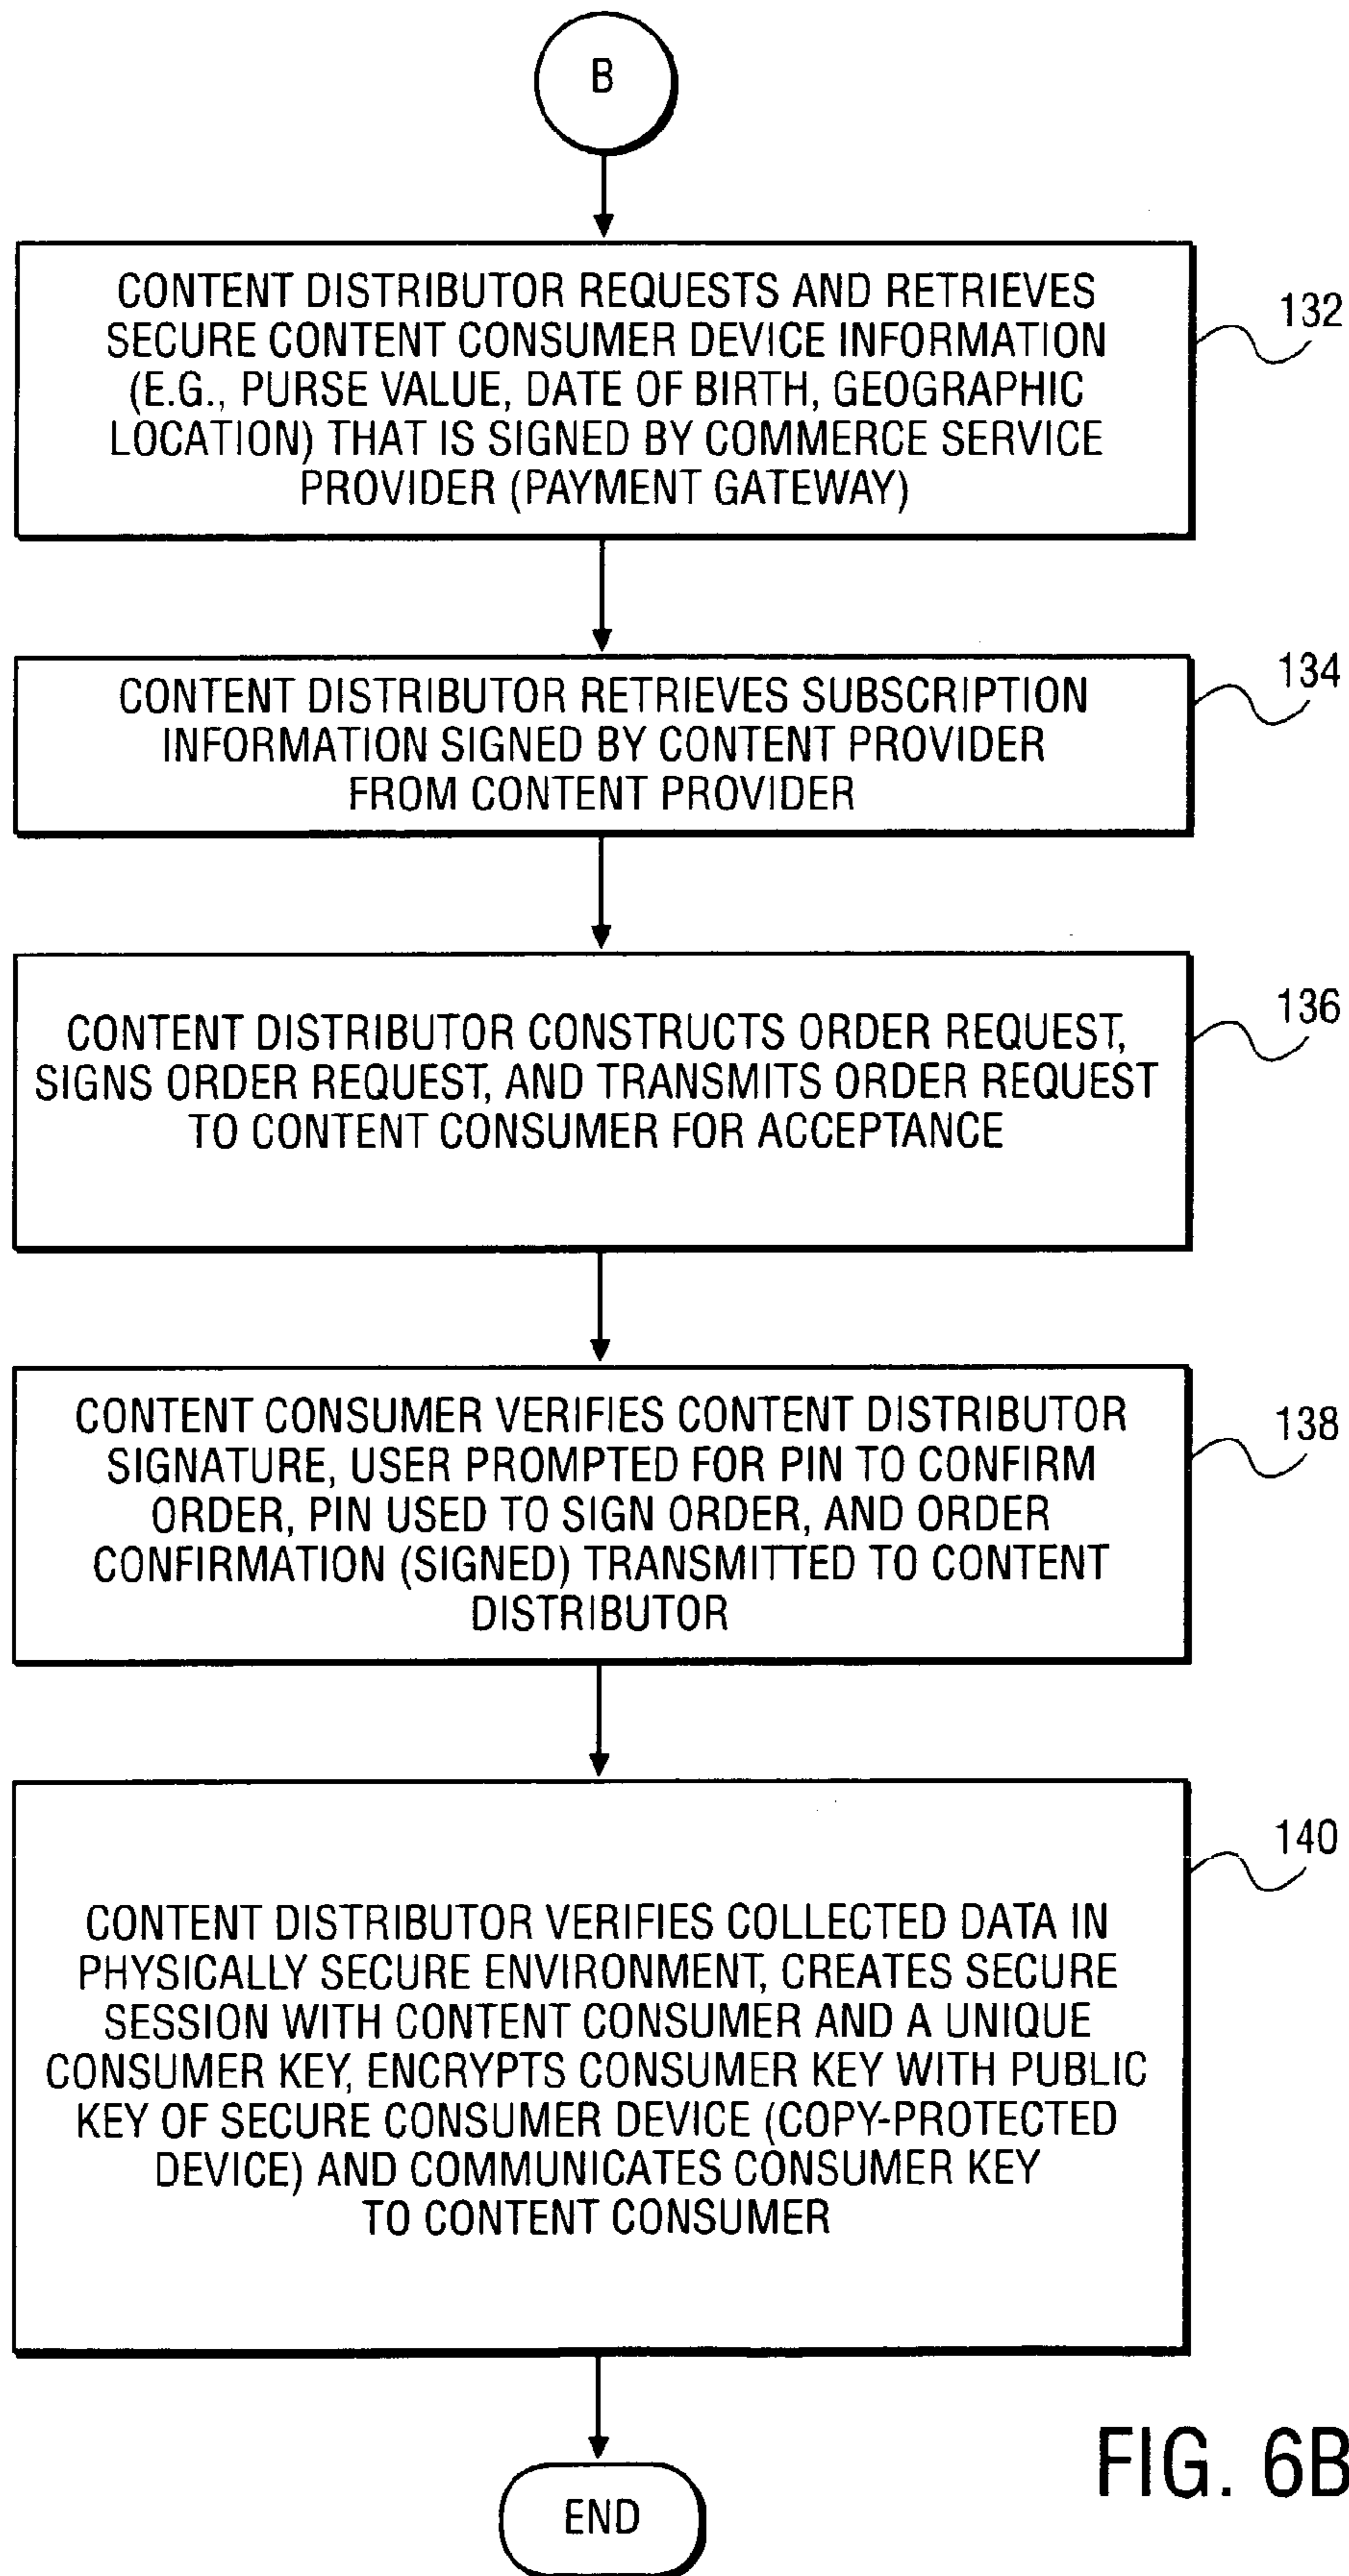 B
CONTENT DISTRIBUTOR REQUESTS AND RETRIEVES
SECURE CONTENT CONSUMER DEVICE INFORMATION
(E.G., PURSE VALUE, DATE OF BIRTH, GEOGRAPHIC
LOCATION) THAT IS SIGNED BY COMMERCE SERVICE
PROVIDER (PAYMENT GATEWAY)
132
CONTENT DISTRIBUTOR RETRIEVES SUBSCRIPTION
INFORMATION SIGNED BY CONTENT PROVIDER
FROM CONTENT PROVIDER
134
CONTENT DISTRIBUTOR CONSTRUCTS ORDER REQUEST,
SIGNS ORDER REQUEST, AND TRANSMITS ORDER REQUEST
TO CONTENT CONSUMER FOR ACCEPTANCE
136
CONTENT CONSUMER VERIFIES CONTENT DISTRIBUTOR
SIGNATURE, USER PROMPTED FOR PIN TO CONFIRM
ORDER, PIN USED TO SIGN ORDER, AND ORDER
CONFIRMATION (SIGNED) TRANSMITTED TO CONTENT
DISTRIBUTOR
138
CONTENT DISTRIBUTOR VERIFIES COLLECTED DATA IN
PHYSICALLY SECURE ENVIRONMENT, CREATES SECURE
SESSION WITH CONTENT CONSUMER AND A UNIQUE
CONSUMER KEY, ENCRYPTS CONSUMER KEY WITH PUBLIC
KEY OF SECURE CONSUMER DEVICE (COPY-PROTECTED
DEVICE) AND COMMUNICATES CONSUMER KEY
TO CONTENT CONSUMER
140
END
FIG. 6B